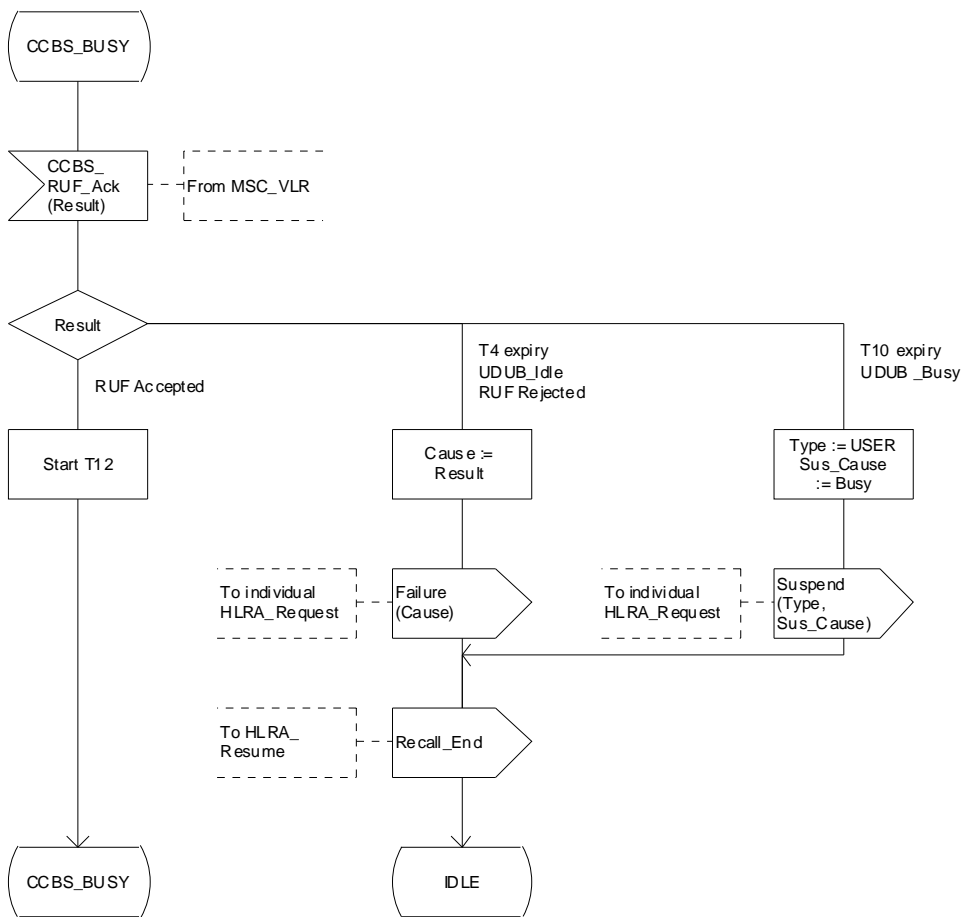 CCBS_BUSY
CCBS_
RUF_Ack
(Result)
From MSC_VLR
Result
RUF Accepted
T4 expiry
UDUB_Idle
RUF Rejected
T10 expiry
UDUB _Busy
Start T12
Cause :=
Result
Type := USER
Sus_Cause
:= Busy
To individual
HLRA_Request
Failure
(Cause)
To individual
HLRA_Request
Suspend
(Type,
Sus_Cause)
To HLRA_
Resume
Recall_End
CCBS_BUSY
IDLE